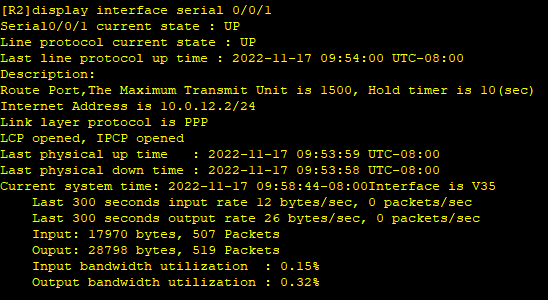 [R2]display interface serial 0/0/1
Serial0/0/1 current state : UP
Line protocol current state : UP
Last line protocol up time : 2022-11-17 09:54:00 UTC-08:00
Description:
Route Port,The Maximum Transmit Unit is 1500, Hold timer is 10(sec)
Internet Address is 10.0.12.2/24
Link layer protocol is PPP
LCP opened, IPCP opened
Last physical up time   : 2022-11-17 09:53:59 UTC-08:00
Last physical down time : 2022-11-17 09:53:58 UTC-08:00
Current system time: 2022-11-17 09:58:44-08:00Interface is V35
    Last 300 seconds input rate 12 bytes/sec, 0 packets/sec
    Last 300 seconds output rate 26 bytes/sec, 0 packets/sec
    Input: 17970 bytes, 507 Packets
    Ouput: 28798 bytes, 519 Packets
    Input bandwidth utilization  : 0.15%
    Output bandwidth utilization : 0.32%